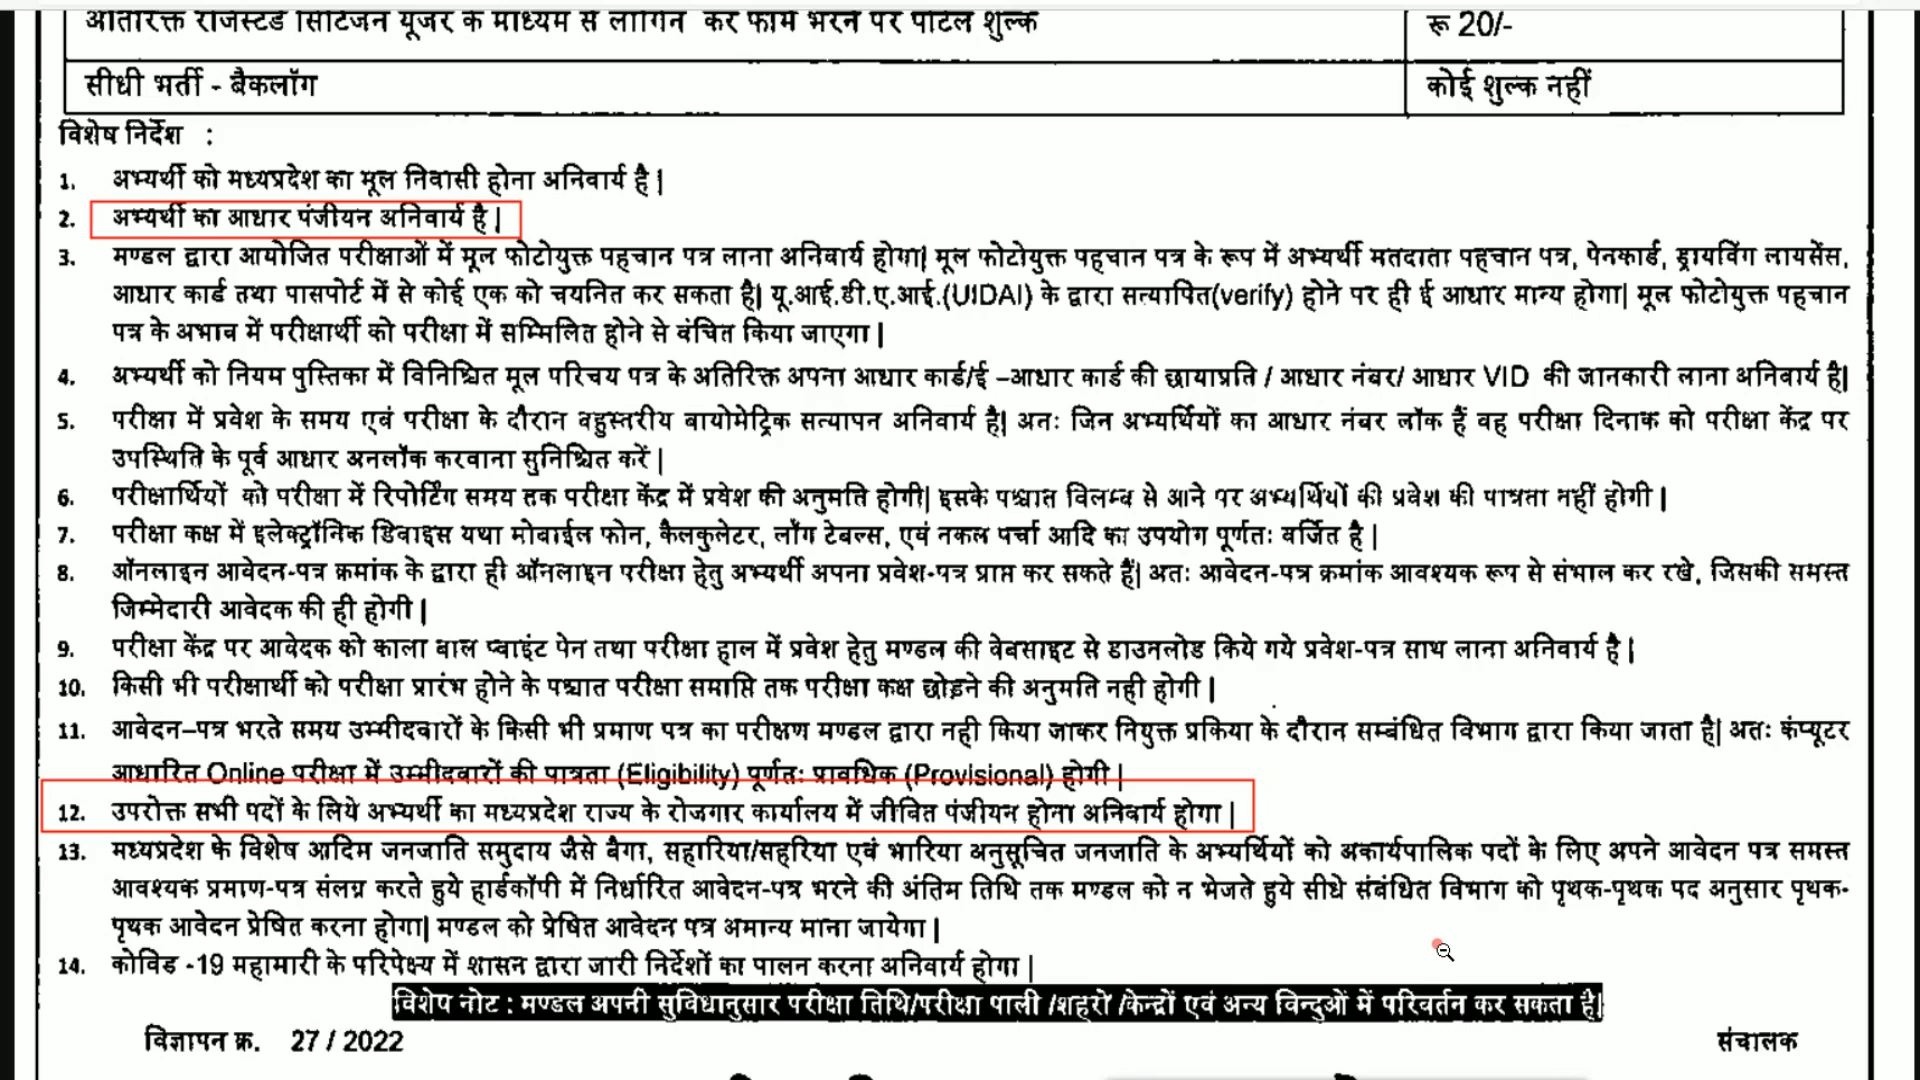 अतिरिक्त रजिस्टर्ड सिटिजन यूजर के माध्यम से लॉगिन कर फॉर्म भरने पर पोर्टल शुल्क रू 20/-
सीधी भर्ती - बैकलॉग कोई शुल्क नहीं
विशेष निर्देश :
1. अभ्यर्थी को मध्यप्रदेश का मूल निवासी होना अनिवार्य है |
2. अभ्यर्थी का आधार पंजीयन अनिवार्य है |
3. मण्डल द्वारा आयोजित परीक्षाओं में मूल फोटोयुक्त पहचान पत्र लाना अनिवार्य होगा| मूल फोटोयुक्त पहचान पत्र के रूप में अभ्यर्थी मतदाता पहचान पत्र, पेनकार्ड, ड्रायविंग लायसेंस,
आधार कार्ड तथा पासपोर्ट में से कोई एक को चयनित कर सकता है| यू.आई.डी.ए.आई.(UIDAI) के द्वारा सत्यापित(verify) होने पर ही ई आधार मान्य होगा| मूल फोटोयुक्त पहचान
पत्र के अभाव में परीक्षार्थी को परीक्षा में सम्मिलित होने से वंचित किया जाएगा |
4. अभ्यर्थी को नियम पुस्तिका में विनिश्चित मूल परिचय पत्र के अतिरिक्त अपना आधार कार्ड/ई –आधार कार्ड की छायाप्रति / आधार नंबर/ आधार VID की जानकारी लाना अनिवार्य है|
5. परीक्षा में प्रवेश के समय एवं परीक्षा के दौरान बहुस्तरीय बायोमेट्रिक सत्यापन अनिवार्य है| अतः जिन अभ्यर्थियों का आधार नंबर लॉक हैं वह परीक्षा दिनाक को परीक्षा केंद्र पर
उपस्थिति के पूर्व आधार अनलॉक करवाना सुनिश्चित करें |
6. परीक्षार्थियों को परीक्षा में रिपोर्टिंग समय तक परीक्षा केंद्र में प्रवेश की अनुमति होगी| इसके पश्चात विलम्ब से आने पर अभ्यर्थियों की प्रवेश की पात्रता नहीं होगी |
7. परीक्षा कक्ष में इलेक्ट्रॉनिक डिवाइस यथा मोबाईल फोन, कैलकुलेटर, लॉग टेबल्स, एवं नकल पर्चा आदि का उपयोग पूर्णतः वर्जित है |
8. ऑनलाइन आवेदन-पत्र क्रमांक के द्वारा ही ऑनलाइन परीक्षा हेतु अभ्यर्थी अपना प्रवेश-पत्र प्राप्त कर सकते हैं| अतः आवेदन-पत्र क्रमांक आवश्यक रूप से संभाल कर रखे, जिसकी समस्त
जिम्मेदारी आवेदक की ही होगी |
9. परीक्षा केंद्र पर आवेदक को काला बाल प्वाइंट पेन तथा परीक्षा हाल में प्रवेश हेतु मण्डल की वेबसाइट से डाउनलोड किये गये प्रवेश-पत्र साथ लाना अनिवार्य है |
10. किसी भी परीक्षार्थी को परीक्षा प्रारंभ होने के पश्चात परीक्षा समाप्ति तक परीक्षा कक्ष छोड़ने की अनुमति नही होगी |
11. आवेदन–पत्र भरते समय उम्मीदवारों के किसी भी प्रमाण पत्र का परीक्षण मण्डल द्वारा नही किया जाकर नियुक्त प्रकिया के दौरान सम्बंधित विभाग द्वारा किया जाता है| अतः कंप्यूटर
आधारित Online परीक्षा में उम्मीदवारों की पात्रता (Eligibility) पूर्णतः प्रावधिक (Provisional) होगी |
12. उपरोक्त सभी पदों के लिये अभ्यर्थी का मध्यप्रदेश राज्य के रोजगार कार्यालय में जीवित पंजीयन होना अनिवार्य होगा |
13. मध्यप्रदेश के विशेष आदिम जनजाति समुदाय जैसे बैगा, सहारिया/सहरिया एवं भारिया अनुसूचित जनजाति के अभ्यर्थियों को अकार्यपालिक पदों के लिए अपने आवेदन पत्र समस्त
आवश्यक प्रमाण-पत्र संलग्न करते हुये हार्डकॉपी में निर्धारित आवेदन-पत्र भरने की अंतिम तिथि तक मण्डल को न भेजते हुये सीधे संबंधित विभाग को पृथक-पृथक पद अनुसार पृथक-
पृथक आवेदन प्रेषित करना होगा| मण्डल को प्रेषित आवेदन पत्र अमान्य माना जायेगा |
14. कोविड -19 महामारी के परिपेक्ष्य में शासन द्वारा जारी निर्देशों का पालन करना अनिवार्य होगा |
विशेष नोट : मण्डल अपनी सुविधानुसार परीक्षा तिथि/परीक्षा पाली /शहरो /केन्द्रों एवं अन्य विन्दुओं में परिवर्तन कर सकता है|
विज्ञापन क्र. 27 / 2022 संचालक